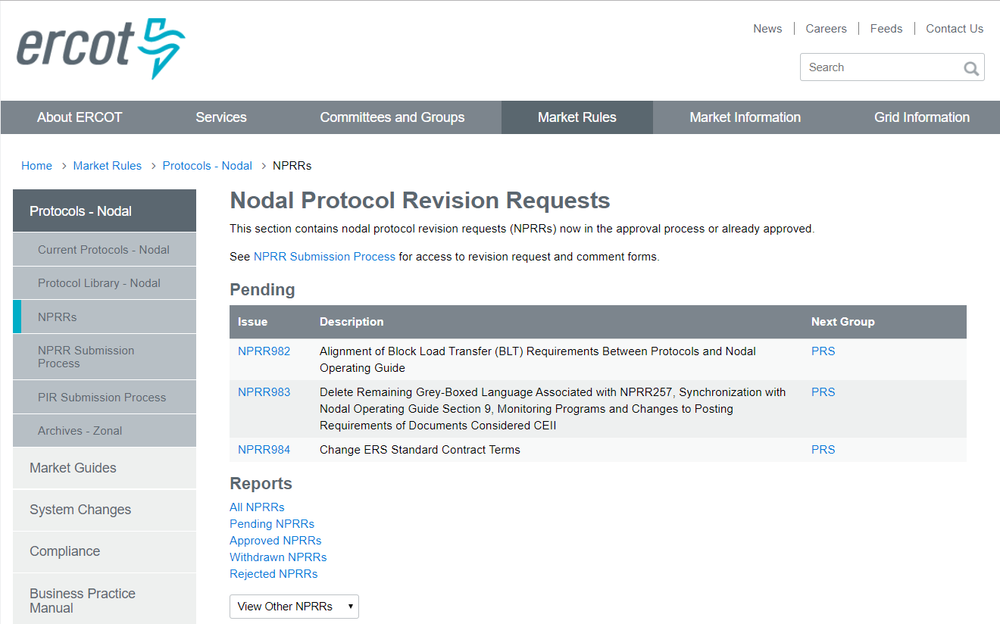 ercot
News
Careers
Feeds
Contact Us
Search
About ERCOT
Services
Committees and Groups
Market Rules
Market Information
Grid Information
Home > Market Rules > Protocols - Nodal > NPRRs
Protocols - Nodal
Current Protocols - Nodal
Protocol Library - Nodal
NPRRs
NPRR Submission
Process
PIR Submission Process
Archives - Zonal
Market Guides
System Changes
Compliance
Business Practice
Manual
Nodal Protocol Revision Requests
This section contains nodal protocol revision requests (NPRRs) now in the approval process or already approved.
See NPRR Submission Process for access to revision request and comment forms.
Pending
Issue Description Next Group
NPRR982 Alignment of Block Load Transfer (BLT) Requirements Between Protocols and Nodal PRS
Operating Guide
NPRR983 Delete Remaining Grey-Boxed Language Associated with NPRR257, Synchronization with PRS
Nodal Operating Guide Section 9, Monitoring Programs and Changes to Posting
Requirements of Documents Considered CEII
NPRR984 Change ERS Standard Contract Terms PRS
Reports
All NPRRs
Pending NPRRs
Approved NPRRs
Withdrawn NPRRs
Rejected NPRRs
View Other NPRRs